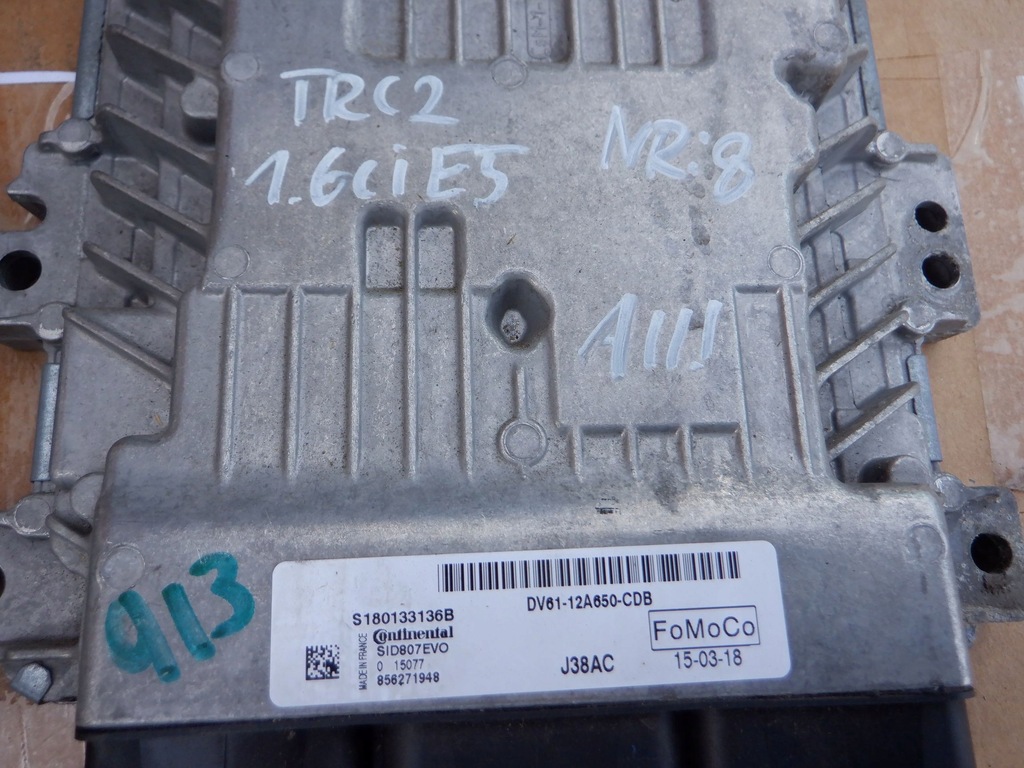 TRC2
1.6CiE5
NR:8
A111
913
DV61-12A650-CDB
S180133136B
Continental
SID807EVO
0 15077
856271948
MADE IN FRANCE
J38AC
FoMoCo
15-03-18